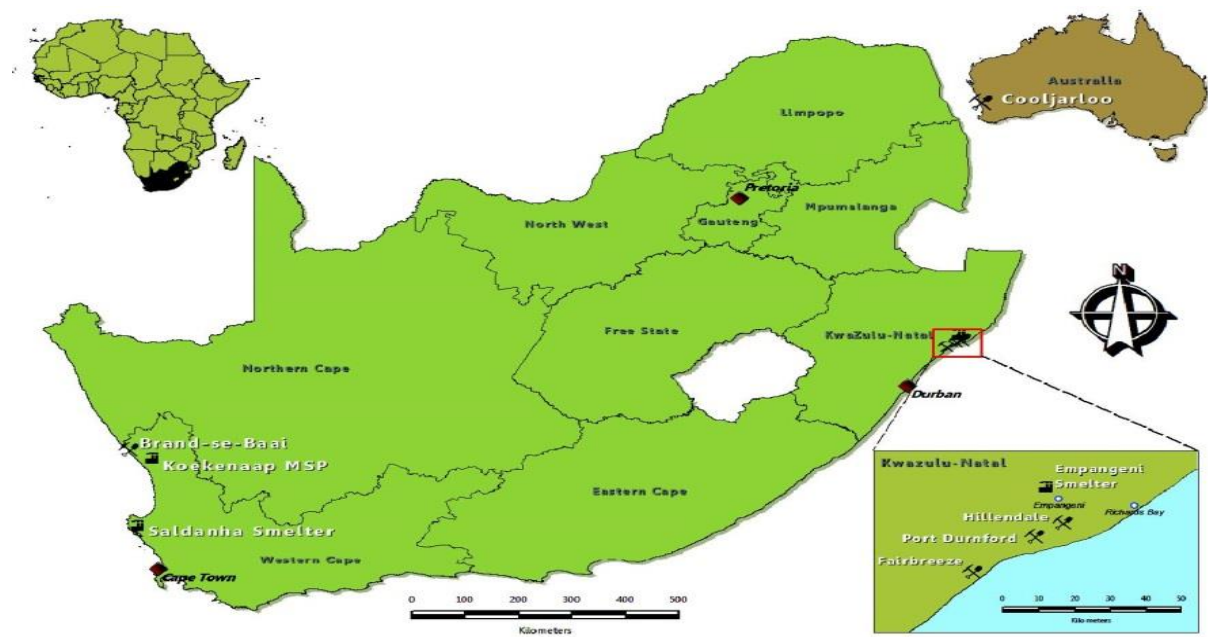 Australia
Cooljarloo
Limpopo
Pretoria
Gauteng
Mpumalanga
North West
N
Free State
KwaZulu-Natal
Northern Cape
Durban
Brand-se-Baai
Koekenaap MSP
Eastern Cape
Saldanha Smelter
Western Cape
Cape Town
0 100 200 300 400 500
Kilometers
Kwazulu-Natal
Empangeni
Smelter
Empangeni
Richards Bay
Hillendale
Port Durnford
Fairbreeze
0 10 20 30 40 50
Kilometers